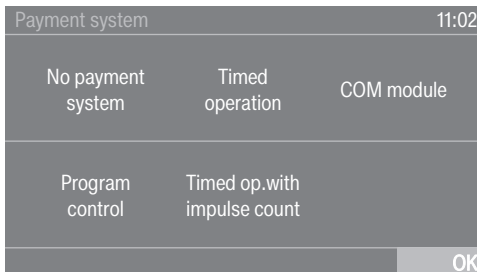 Payment system 11:02
No payment
system
Timed
operation
COM module
Program
control
Timed op.with
impulse count
OK